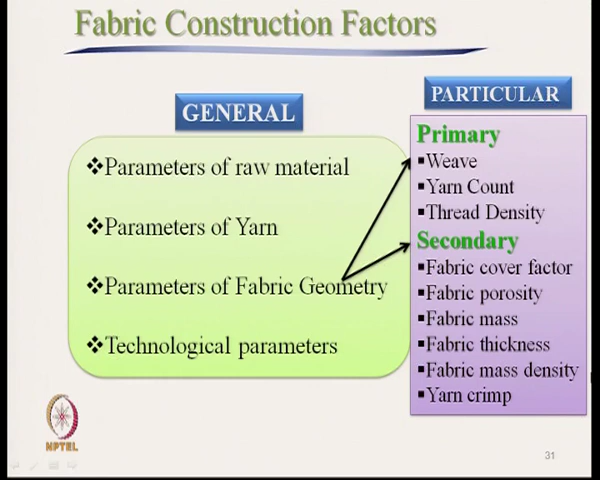 Fabric Construction Factors
GENERAL
❖Parameters of raw material
❖Parameters of Yarn
❖Parameters of Fabric Geometry
❖Technological parameters
PARTICULAR
Primary
▪Weave
▪Yarn Count
▪Thread Density
Secondary
▪Fabric cover factor
▪Fabric porosity
▪Fabric mass
▪Fabric thickness
▪Fabric mass density
▪Yarn crimp
NPTEL
31